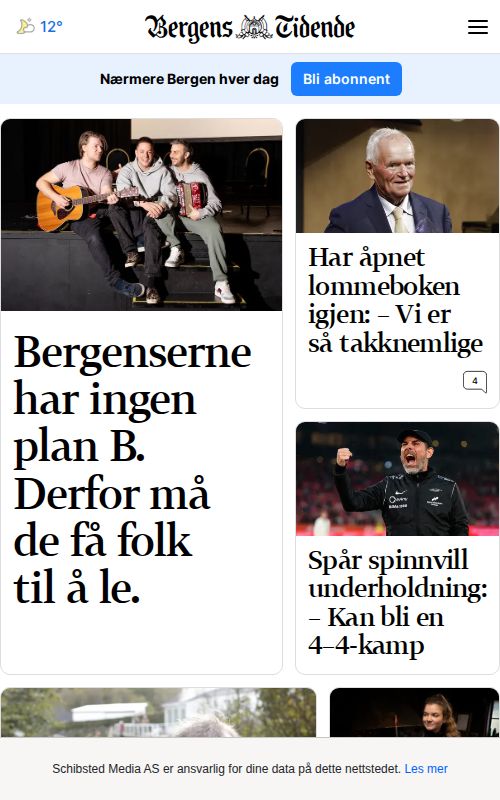 12°
Bergens Tidende
Nærmere Bergen hver dag
Bli abonnent
Bergenserne
har ingen
plan B.
Derfor må
de få folk
til å le.
Har åpnet
lommeboken
igjen: – Vi er
så takknemlige
4
Spår spinnvill
underholdning:
– Kan bli en
4–4-kamp
Schibsted Media AS er ansvarlig for dine data på dette nettstedet. Les mer